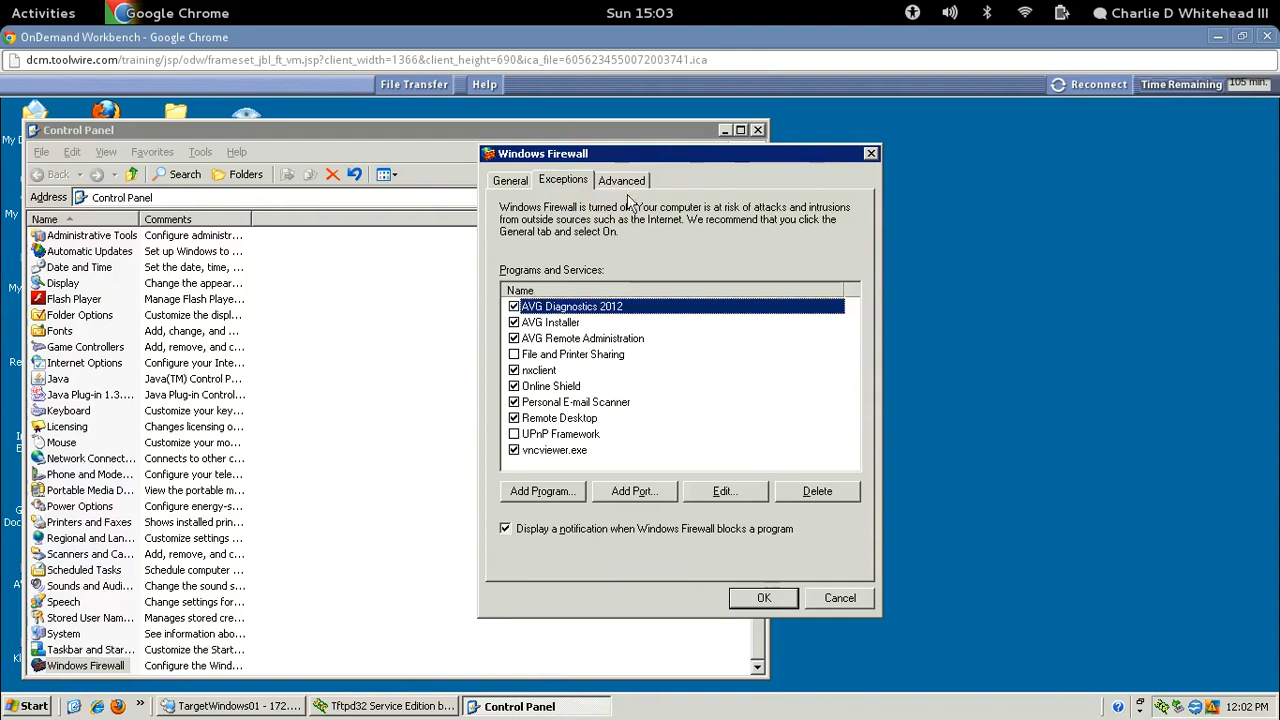 Activities
Google Chrome
Sun 15:03
Charlie D Whitehead III
OnDemand Workbench - Google Chrome
dcm.toolwire.com/training/jsp/odw/frameset_jbl_ft_vm.jsp?client_width=1366&client_height=690&ica_file=6056234550072003741.ica
File Transfer
Help
Reconnect
Time Remaining
105 min.
Control Panel
File Edit View Favorites Tools Help
Back Search Folders
Address Control Panel
Name Comments
Administrative Tools Configure administr...
Automatic Updates Set up Windows to ...
Date and Time Set the date, time, ...
Display Change the appear...
Flash Player Manage Flash Player...
Folder Options Customize the displ...
Fonts Add, change, and ...
Game Controllers Add, remove, and c...
Internet Options Configure your Inte...
Java Java(TM) Control P...
Java Plug-in 1.3.... Java Plug-in Control...
Keyboard Customize your key...
Licensing Changes licensing o...
Mouse Customize your mo...
Network Connect... Connects to other c...
Phone and Mode... Configure your tele...
Portable Media D... View the portable m...
Power Options Configure energy-s...
Printers and Faxes Shows installed prin...
Regional and Lan... Customize settings ...
Scanners and Ca... Add, remove, and c...
Scheduled Tasks Schedule computer ...
Sounds and Audi... Change the sound s...
Speech Change settings for...
Stored User Nam... Manages stored cre...
System See information abo...
Taskbar and Star... Customize the Start...
Windows Firewall Configure the Wind...
Windows Firewall
General Exceptions Advanced
Windows Firewall is turned off. Your computer is at risk of attacks and intrusions
from outside sources such as the Internet. We recommend that you click the
General tab and select On.
Programs and Services:
Name
AVG Diagnostics 2012
AVG Installer
AVG Remote Administration
File and Printer Sharing
nxclient
Online Shield
Personal E-mail Scanner
Remote Desktop
UPnP Framework
vncviewer.exe
Add Program... Add Port... Edit... Delete
Display a notification when Windows Firewall blocks a program
OK Cancel
Start
TargetWindows01 - 172....
Tftpd32 Service Edition b...
Control Panel
12:02 PM